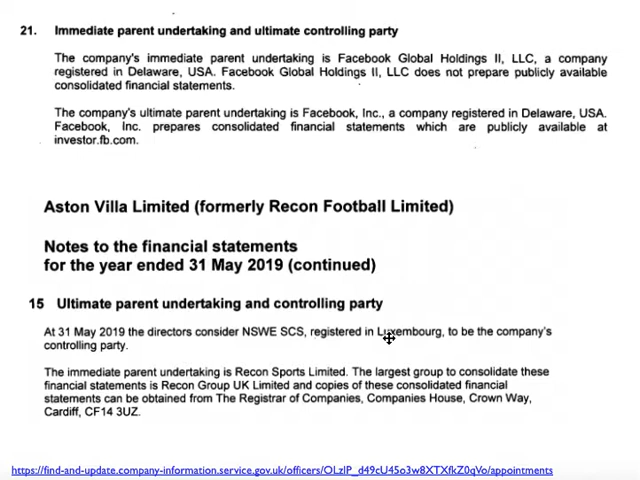 21. Immediate parent undertaking and ultimate controlling party
The company's immediate parent undertaking is Facebook Global Holdings II, LLC, a company
registered in Delaware, USA. Facebook Global Holdings II, LLC does not prepare publicly available
consolidated financial statements.
The company's ultimate parent undertaking is Facebook, Inc., a company registered in Delaware, USA.
Facebook, Inc. prepares consolidated financial statements which are publicly available at
investor.fb.com.
Aston Villa Limited (formerly Recon Football Limited)
Notes to the financial statements
for the year ended 31 May 2019 (continued)
15 Ultimate parent undertaking and controlling party
At 31 May 2019 the directors consider NSWE SCS, registered in Luxembourg, to be the company's
controlling party.
The immediate parent undertaking is Recon Sports Limited. The largest group to consolidate these
financial statements is Recon Group UK Limited and copies of these consolidated financial
statements can be obtained from The Registrar of Companies, Companies House, Crown Way,
Cardiff, CF14 3UZ.
https://find-and-update.company-information.service.gov.uk/officers/OLzlP_d49cU45o3w8XTXfkZ0qVo/appointments